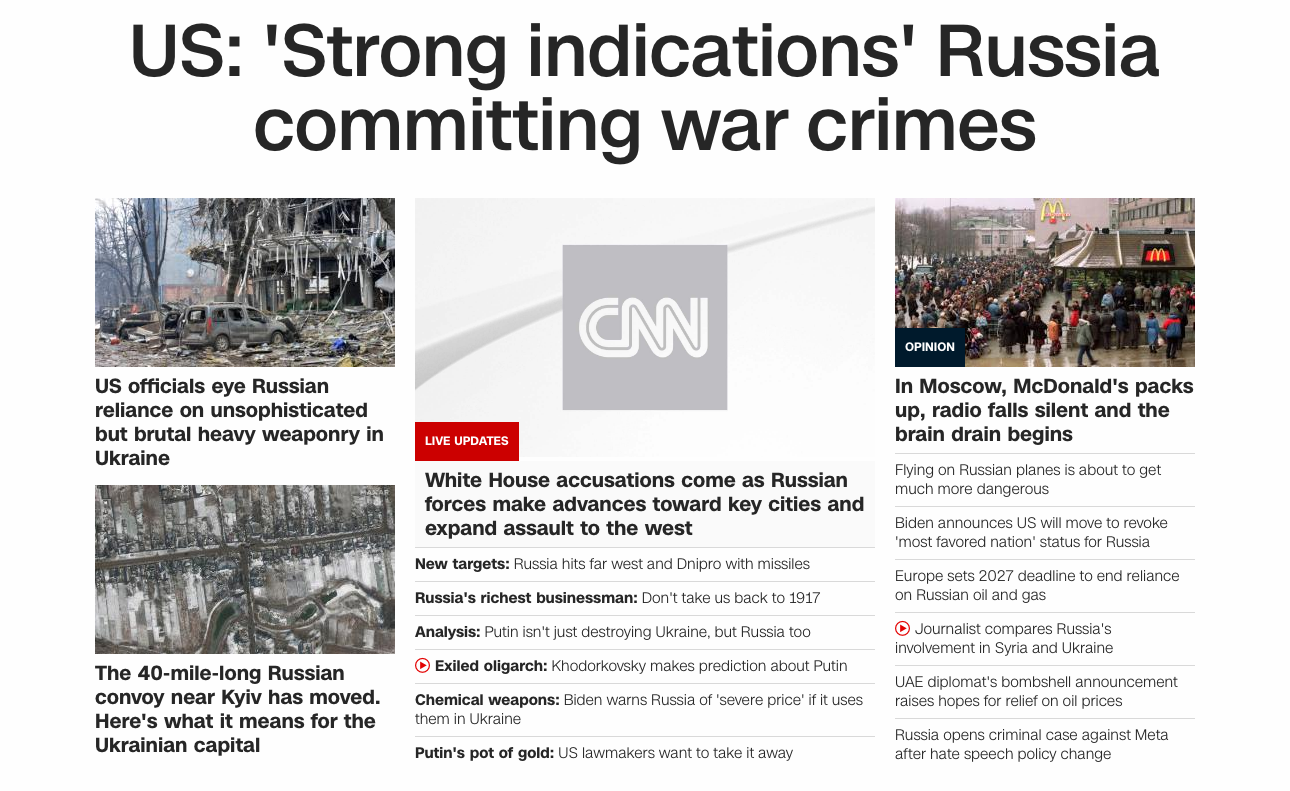 US: 'Strong indications' Russia
committing war crimes
US officials eye Russian
reliance on unsophisticated
but brutal heavy weaponry in
Ukraine
MAXAR
The 40-mile-long Russian
convoy near Kyiv has moved.
Here's what it means for the
Ukrainian capital
CNN
LIVE UPDATES
White House accusations come as Russian
forces make advances toward key cities and
expand assault to the west
New targets: Russia hits far west and Dnipro with missiles
Russia's richest businessman: Don't take us back to 1917
Analysis: Putin isn't just destroying Ukraine, but Russia too
Exiled oligarch: Khodorkovsky makes prediction about Putin
Chemical weapons: Biden warns Russia of 'severe price' if it uses
them in Ukraine
Putin's pot of gold: US lawmakers want to take it away
OPINION
In Moscow, McDonald's packs
up, radio falls silent and the
brain drain begins
Flying on Russian planes is about to get
much more dangerous
Biden announces US will move to revoke
'most favored nation' status for Russia
Europe sets 2027 deadline to end reliance
on Russian oil and gas
Journalist compares Russia's
involvement in Syria and Ukraine
UAE diplomat's bombshell announcement
raises hopes for relief on oil prices
Russia opens criminal case against Meta
after hate speech policy change